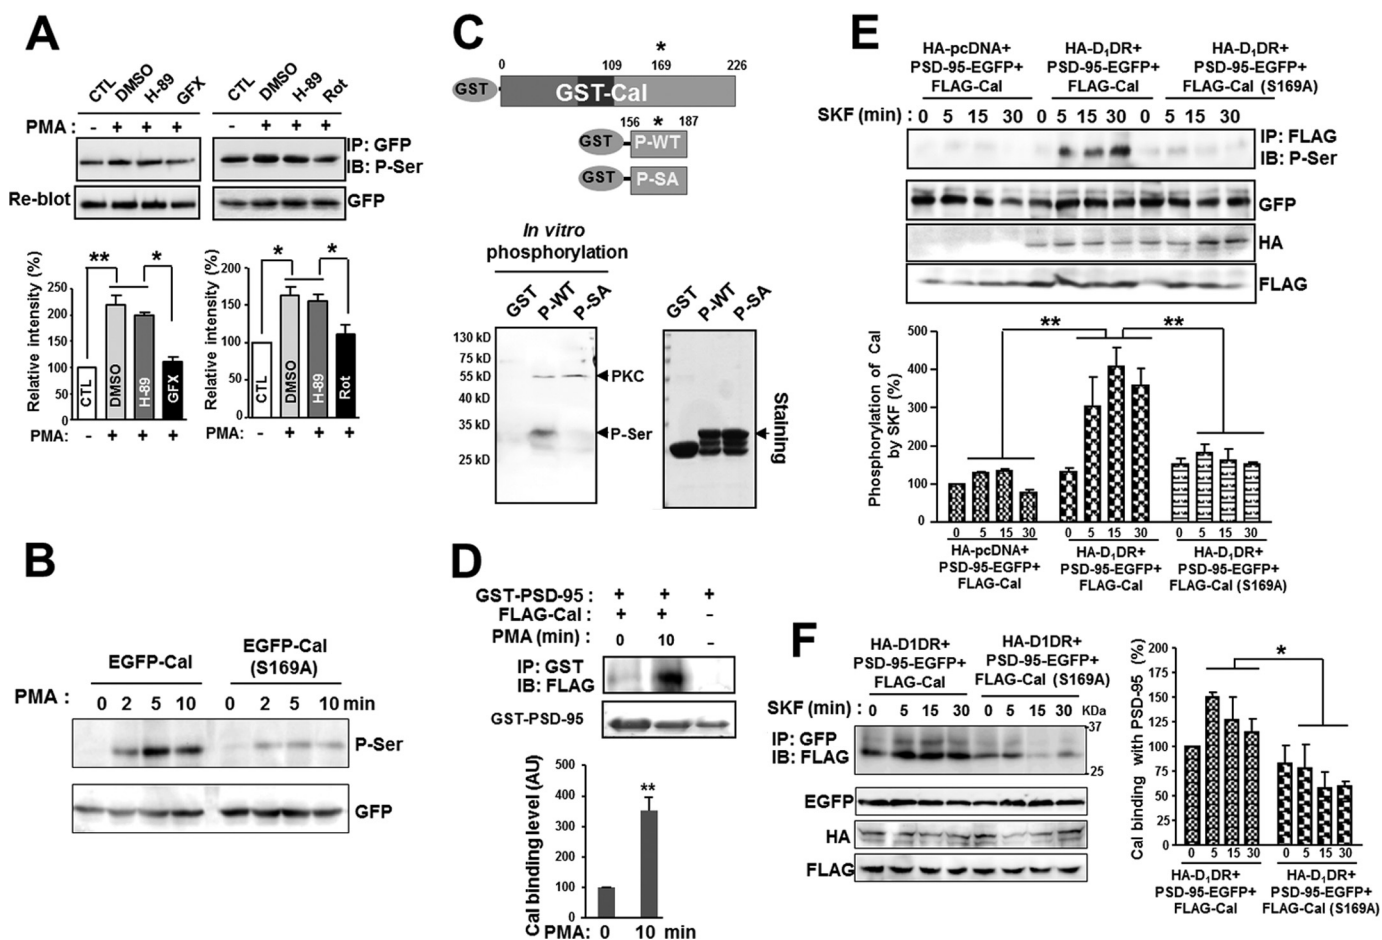 A
CTL DMSO H-89 GFX CTL DMSO H-89 Rot
PMA : - + + + - + + +
IP: GFP
IB: P-Ser
Re-blot GFP
Relative intensity (%)
250
200
150
100
50
0
** *
CTL DMSO H-89 GFX
PMA: - + + +
Relative intensity (%)
200
150
100
50
0
* *
CTL DMSO H-89 Rot
- + + +
B
EGFP-Cal EGFP-Cal
(S169A)
PMA : 0 2 5 10 0 2 5 10 min
P-Ser
GFP
C
*
0 109 169 226
GST GST-Cal
156 * 187
GST P-WT
GST P-SA
In vitro
phosphorylation
GST P-WT P-SA
130 kD
75 kD
55 kD
35 kD
25 kD
PKC
P-Ser
GST P-WT P-SA
Staining
D
GST-PSD-95 : + + +
FLAG-Cal : + + -
PMA (min) : 0 10 -
IP: GST
IB: FLAG
GST-PSD-95
Cal binding level (AU)
500
400
300
200
100
0
**
PMA: 0 10 min
E
HA-pcDNA+ HA-D1DR+ HA-D1DR+
PSD-95-EGFP+ PSD-95-EGFP+ PSD-95-EGFP+
FLAG-Cal FLAG-Cal FLAG-Cal (S169A)
SKF (min) : 0 5 15 30 0 5 15 30 0 5 15 30
IP: FLAG
IB: P-Ser
GFP
HA
FLAG
Phosphorylation of Cal
by SKF (%)
500
400
300
200
100
0
** **
0 5 15 30 0 5 15 30 0 5 15 30
HA-pcDNA+ HA-D1DR+ HA-D1DR+
PSD-95-EGFP+ PSD-95-EGFP+ PSD-95-EGFP+
FLAG-Cal FLAG-Cal FLAG-Cal (S169A)
F
HA-D1DR+ HA-D1DR+
PSD-95-EGFP+ PSD-95-EGFP+
FLAG-Cal FLAG-Cal (S169A)
SKF (min) : 0 5 15 30 0 5 15 30 KDa
37
IP: GFP
IB: FLAG
25
EGFP
HA
FLAG
Cal binding with PSD-95 (%)
200
175
150
125
100
75
50
25
0
*
0 5 15 30 0 5 15 30
HA-D1DR+ HA-D1DR+
PSD-95-EGFP+ PSD-95-EGFP+
FLAG-Cal FLAG-Cal (S169A)